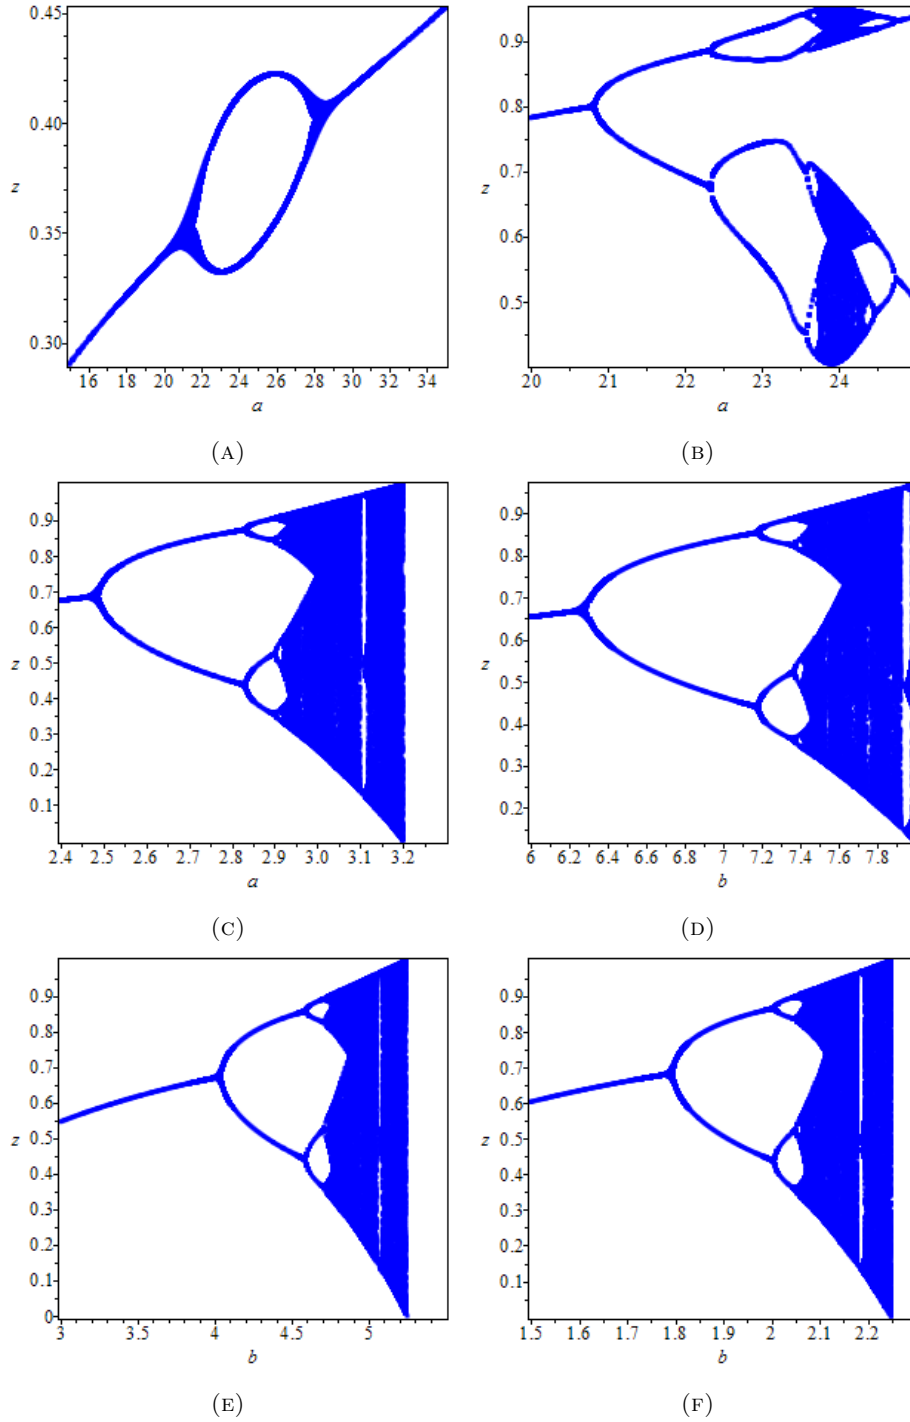 0.45
z
0.40
0.35
0.30
16 18 20 22 24 26 28 30 32 34
a
(A)
0.9
0.8
z
0.7
0.6
0.5
20 21 22 23 24
a
(B)
0.9
0.8
0.7
0.6
z
0.5
0.4
0.3
0.2
0.1
2.4 2.5 2.6 2.7 2.8 2.9 3.0 3.1 3.2
a
(C)
0.9
0.8
0.7
z
0.6
0.5
0.4
0.3
0.2
6 6.2 6.4 6.6 6.8 7 7.2 7.4 7.6 7.8
b
(D)
0.9
0.8
0.7
0.6
z
0.5
0.4
0.3
0.2
0.1
0
3 3.5 4 4.5 5
b
(E)
0.9
0.8
0.7
0.6
z
0.5
0.4
0.3
0.2
0.1
1.5 1.6 1.7 1.8 1.9 2 2.1 2.2
b
(F)